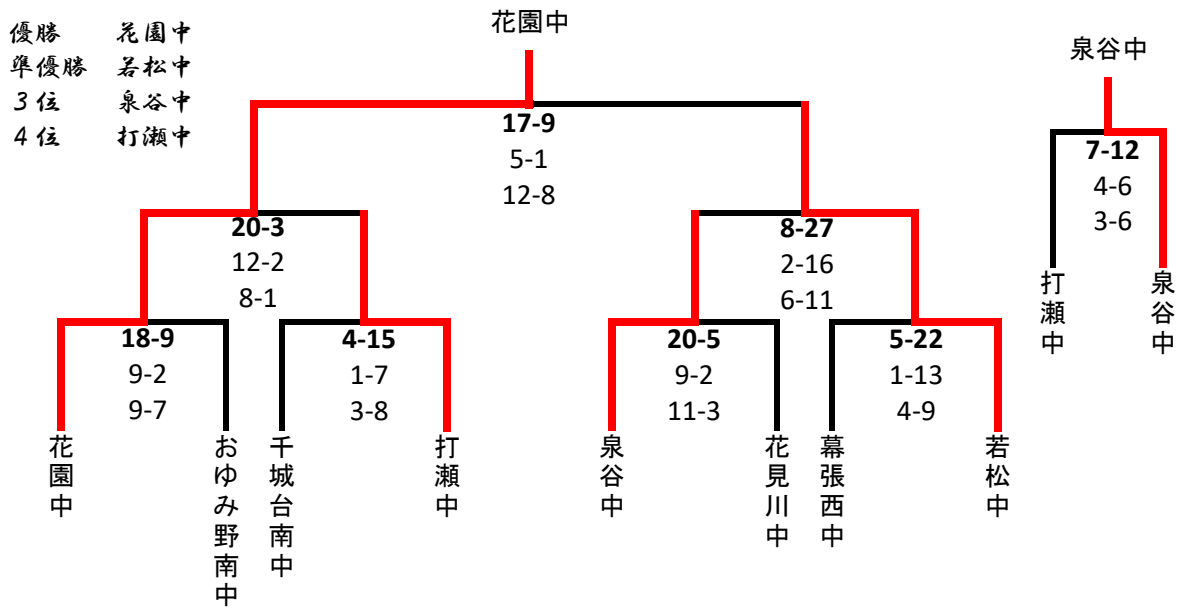 優勝 花園中
準優勝 若松中
3位 泉谷中
4位 打瀬中
花園中
泉谷中
17-9
5-1
12-8
7-12
4-6
3-6
打瀬中
泉谷中
20-3
12-2
8-1
8-27
2-16
6-11
18-9
9-2
9-7
4-15
1-7
3-8
20-5
9-2
11-3
5-22
1-13
4-9
花園中
おゆみ野南中
千城台南中
打瀬中
泉谷中
花見川中
幕張西中
若松中